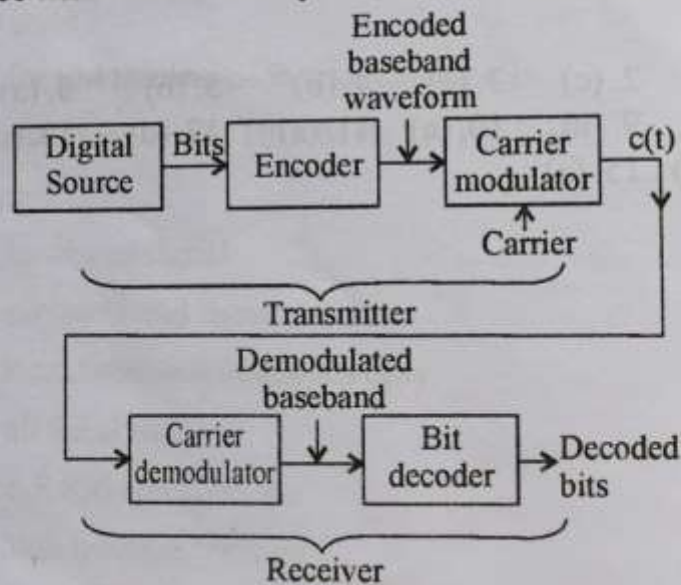 Encoded
baseband
waveform
Digital
Source
Bits
Encoder
Carrier
modulator
c(t)
Carrier
Transmitter
Demodulated
baseband
Carrier
demodulator
Bit
decoder
Decoded
bits
Receiver